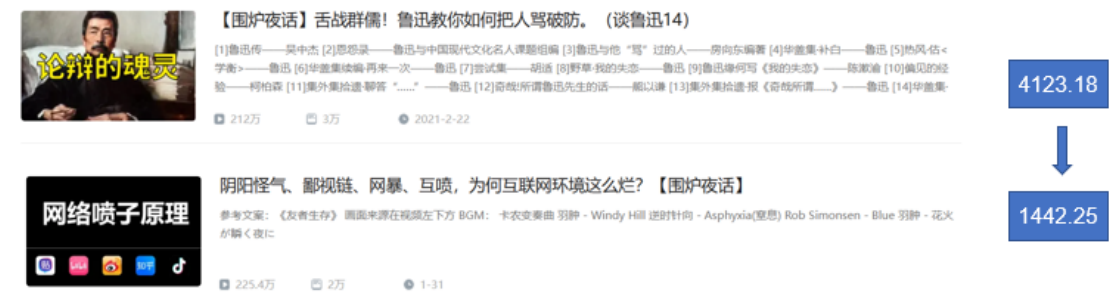 论辩的魂灵
【围炉夜话】舌战群儒！鲁迅教你如何把人骂破防。（谈鲁迅14）
[1]鲁迅传——吴中杰 [2]恩怨录——鲁迅与中国现代文化名人课题组编 [3]鲁迅与他“骂”过的人——房向东编著 [4]华盖集·补白——鲁迅 [5]热风·估<
学衡>——鲁迅 [6]华盖集续编·再来一次——鲁迅 [7]尝试集——胡适 [8]野草·我的失恋——鲁迅 [9]鲁迅缘何写《我的失恋》——陈漱渝 [10]偏见的经
验——柯柏森 [11]集外集拾遗·聊答“……”——鲁迅 [12]奇哉!所谓鲁迅先生的话——熊以谦 [13]集外集拾遗·报《奇哉所谓......》——鲁迅 [14]华盖集·
212万 3万 2021-2-22
4123.18
网络喷子原理
贴 知乎
阴阳怪气、鄙视链、网暴、互喷，为何互联网环境这么烂？【围炉夜话】
参考文案：《友者生存》 画面来源在视频左下方 BGM： 卡农变奏曲 羽肿 - Windy Hill 逆时针向 - Asphyxia(窒息) Rob Simonsen - Blue 羽肿 - 花火
が瞬く夜に
225.4万 2万 1-31
1442.25